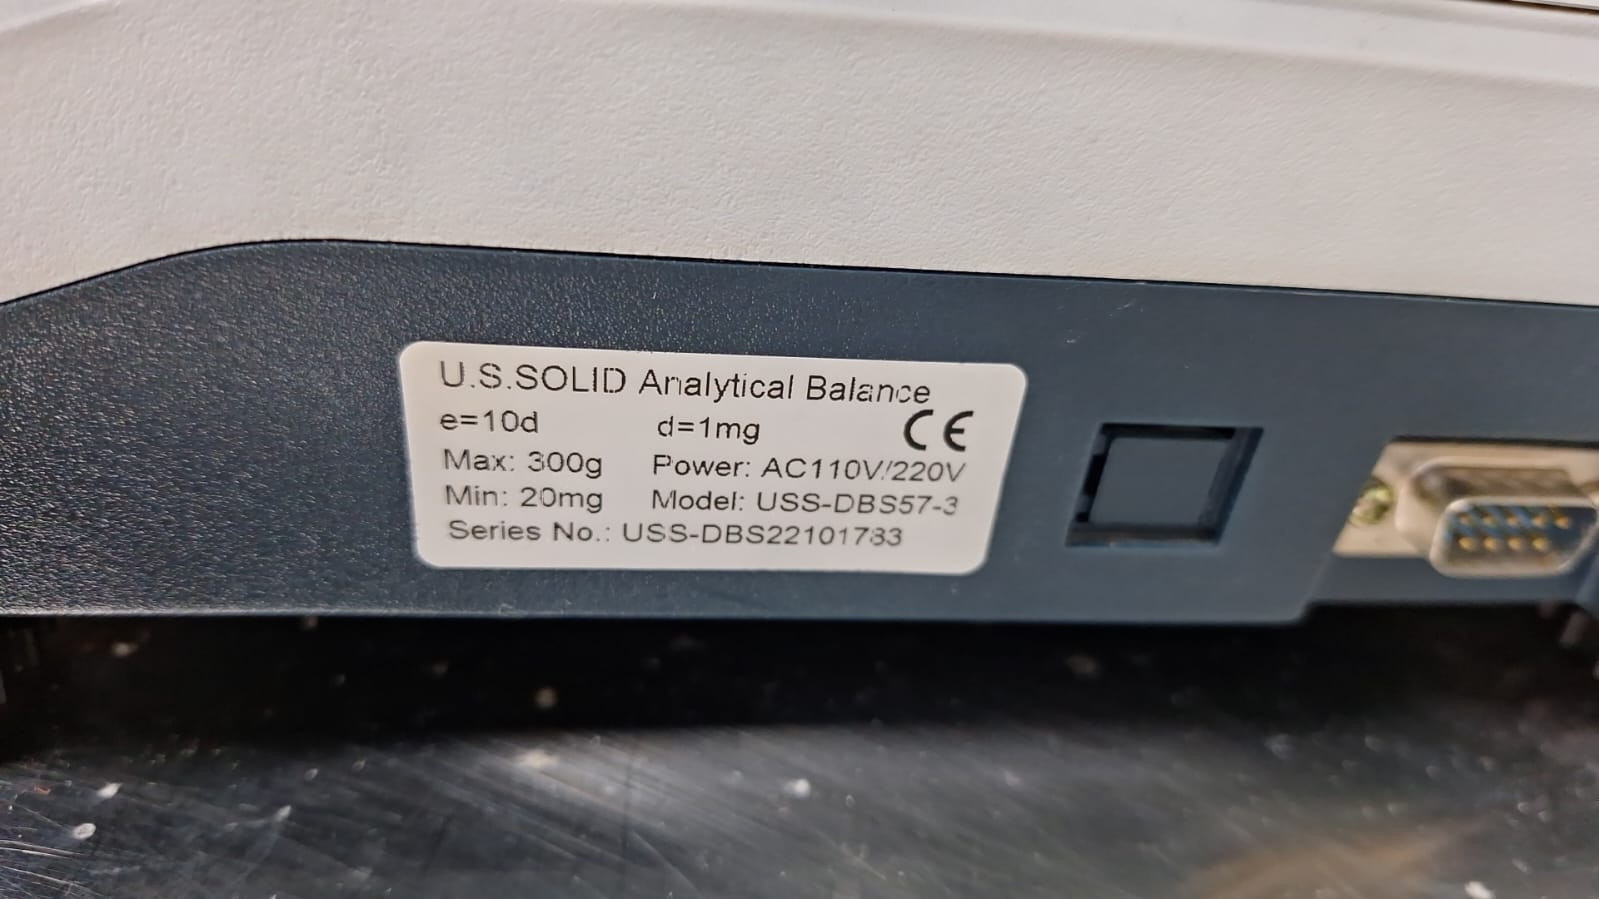 U.S.SOLID Analytical Balance
e=10d d=1mg CE
Max: 300g Power: AC110V/220V
Min: 20mg Model: USS-DBS57-3
Series No.: USS-DBS22101783